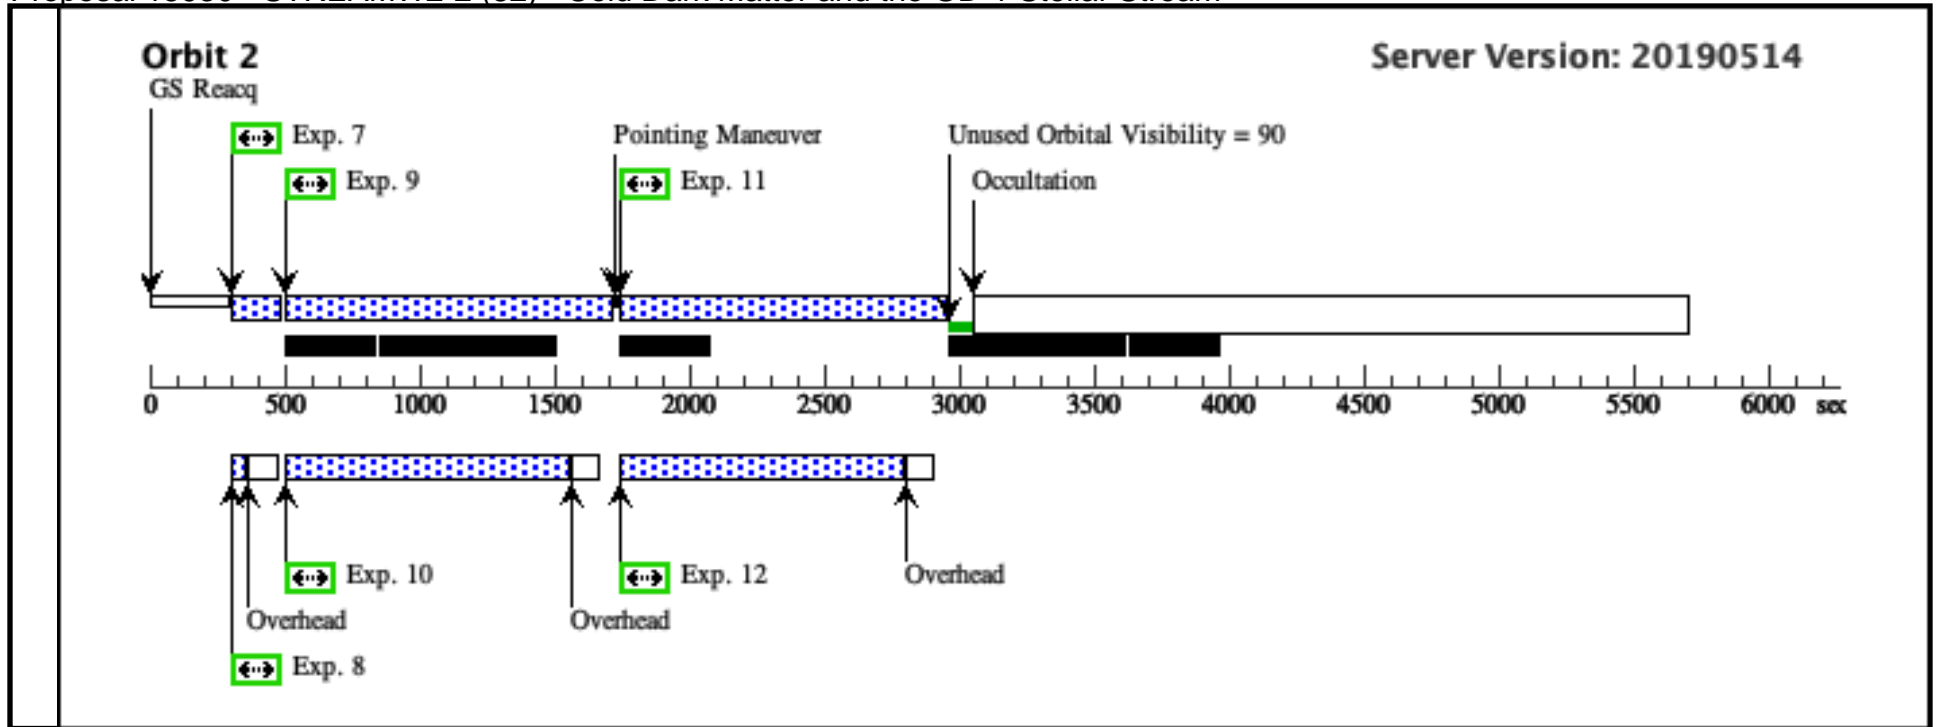 Orbit 2
Server Version: 20190514
GS Reacq
Exp. 7
Pointing Maneuver
Unused Orbital Visibility = 90
Exp. 9
Exp. 11
Occultation
0 500 1000 1500 2000 2500 3000 3500 4000 4500 5000 5500 6000 sec
Exp. 10
Exp. 12
Overhead
Overhead
Overhead
Exp. 8